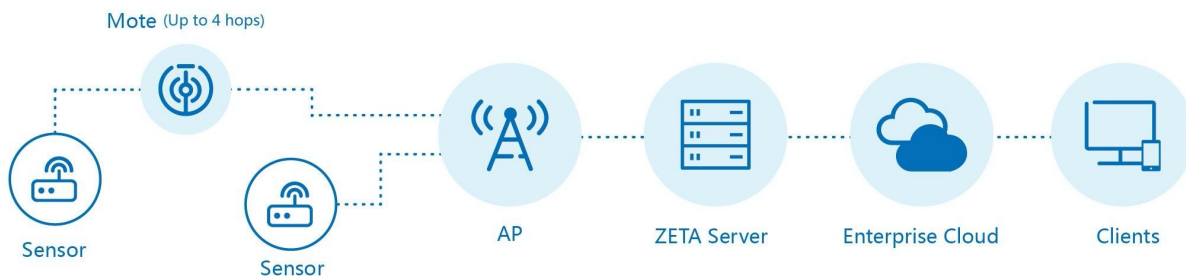 Mote (Up to 4 hops)
Sensor
Sensor
AP
ZETA Server
Enterprise Cloud
Clients